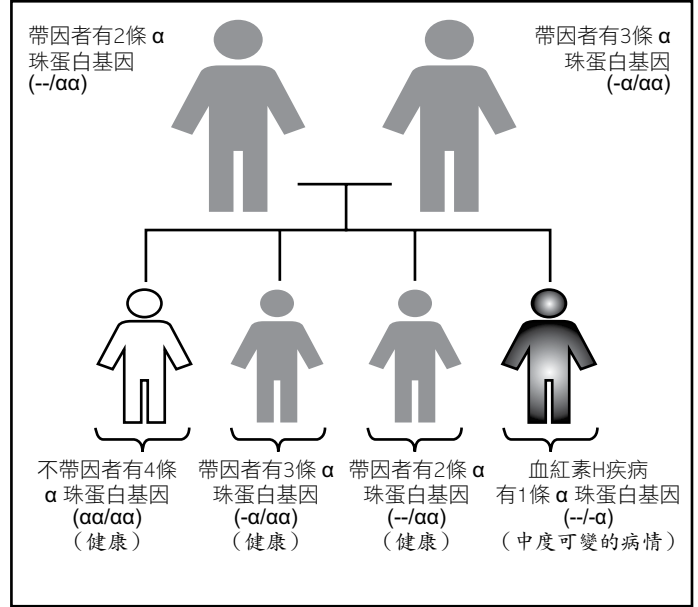 帶因者有2條 α
珠蛋白基因
(--/αα)
帶因者有3條 α
珠蛋白基因
(-α/αα)
不帶因者有4條
α 珠蛋白基因
(αα/αα)
（健康）
帶因者有3條 α
珠蛋白基因
(-α/αα)
（健康）
帶因者有2條 α
珠蛋白基因
(--/αα)
（健康）
血紅素H疾病
有1條 α 珠蛋白基因
(--/-α)
（中度可變的病情）